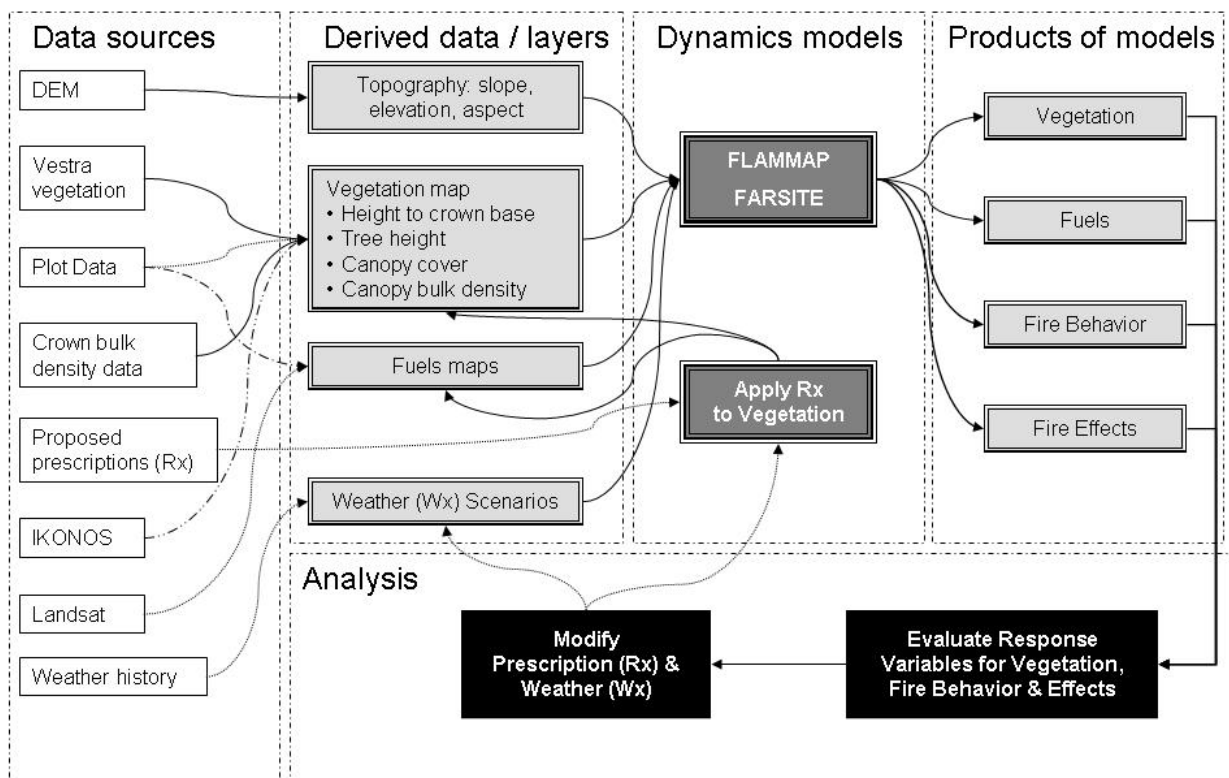 Data sources
DEM
Vestra
vegetation
Plot Data
Crown bulk
density data
Proposed
prescriptions (Rx)
IKONOS
Landsat
Weather history
Derived data / layers
Topography: slope,
elevation, aspect
Vegetation map
• Height to crown base
• Tree height
• Canopy cover
• Canopy bulk density
Fuels maps
Weather (Wx) Scenarios
Dynamics models
FLAMMAP
FARSITE
Apply Rx
to Vegetation
Products of models
Vegetation
Fuels
Fire Behavior
Fire Effects
Analysis
Modify
Prescription (Rx) &
Weather (Wx)
Evaluate Response
Variables for Vegetation,
Fire Behavior & Effects